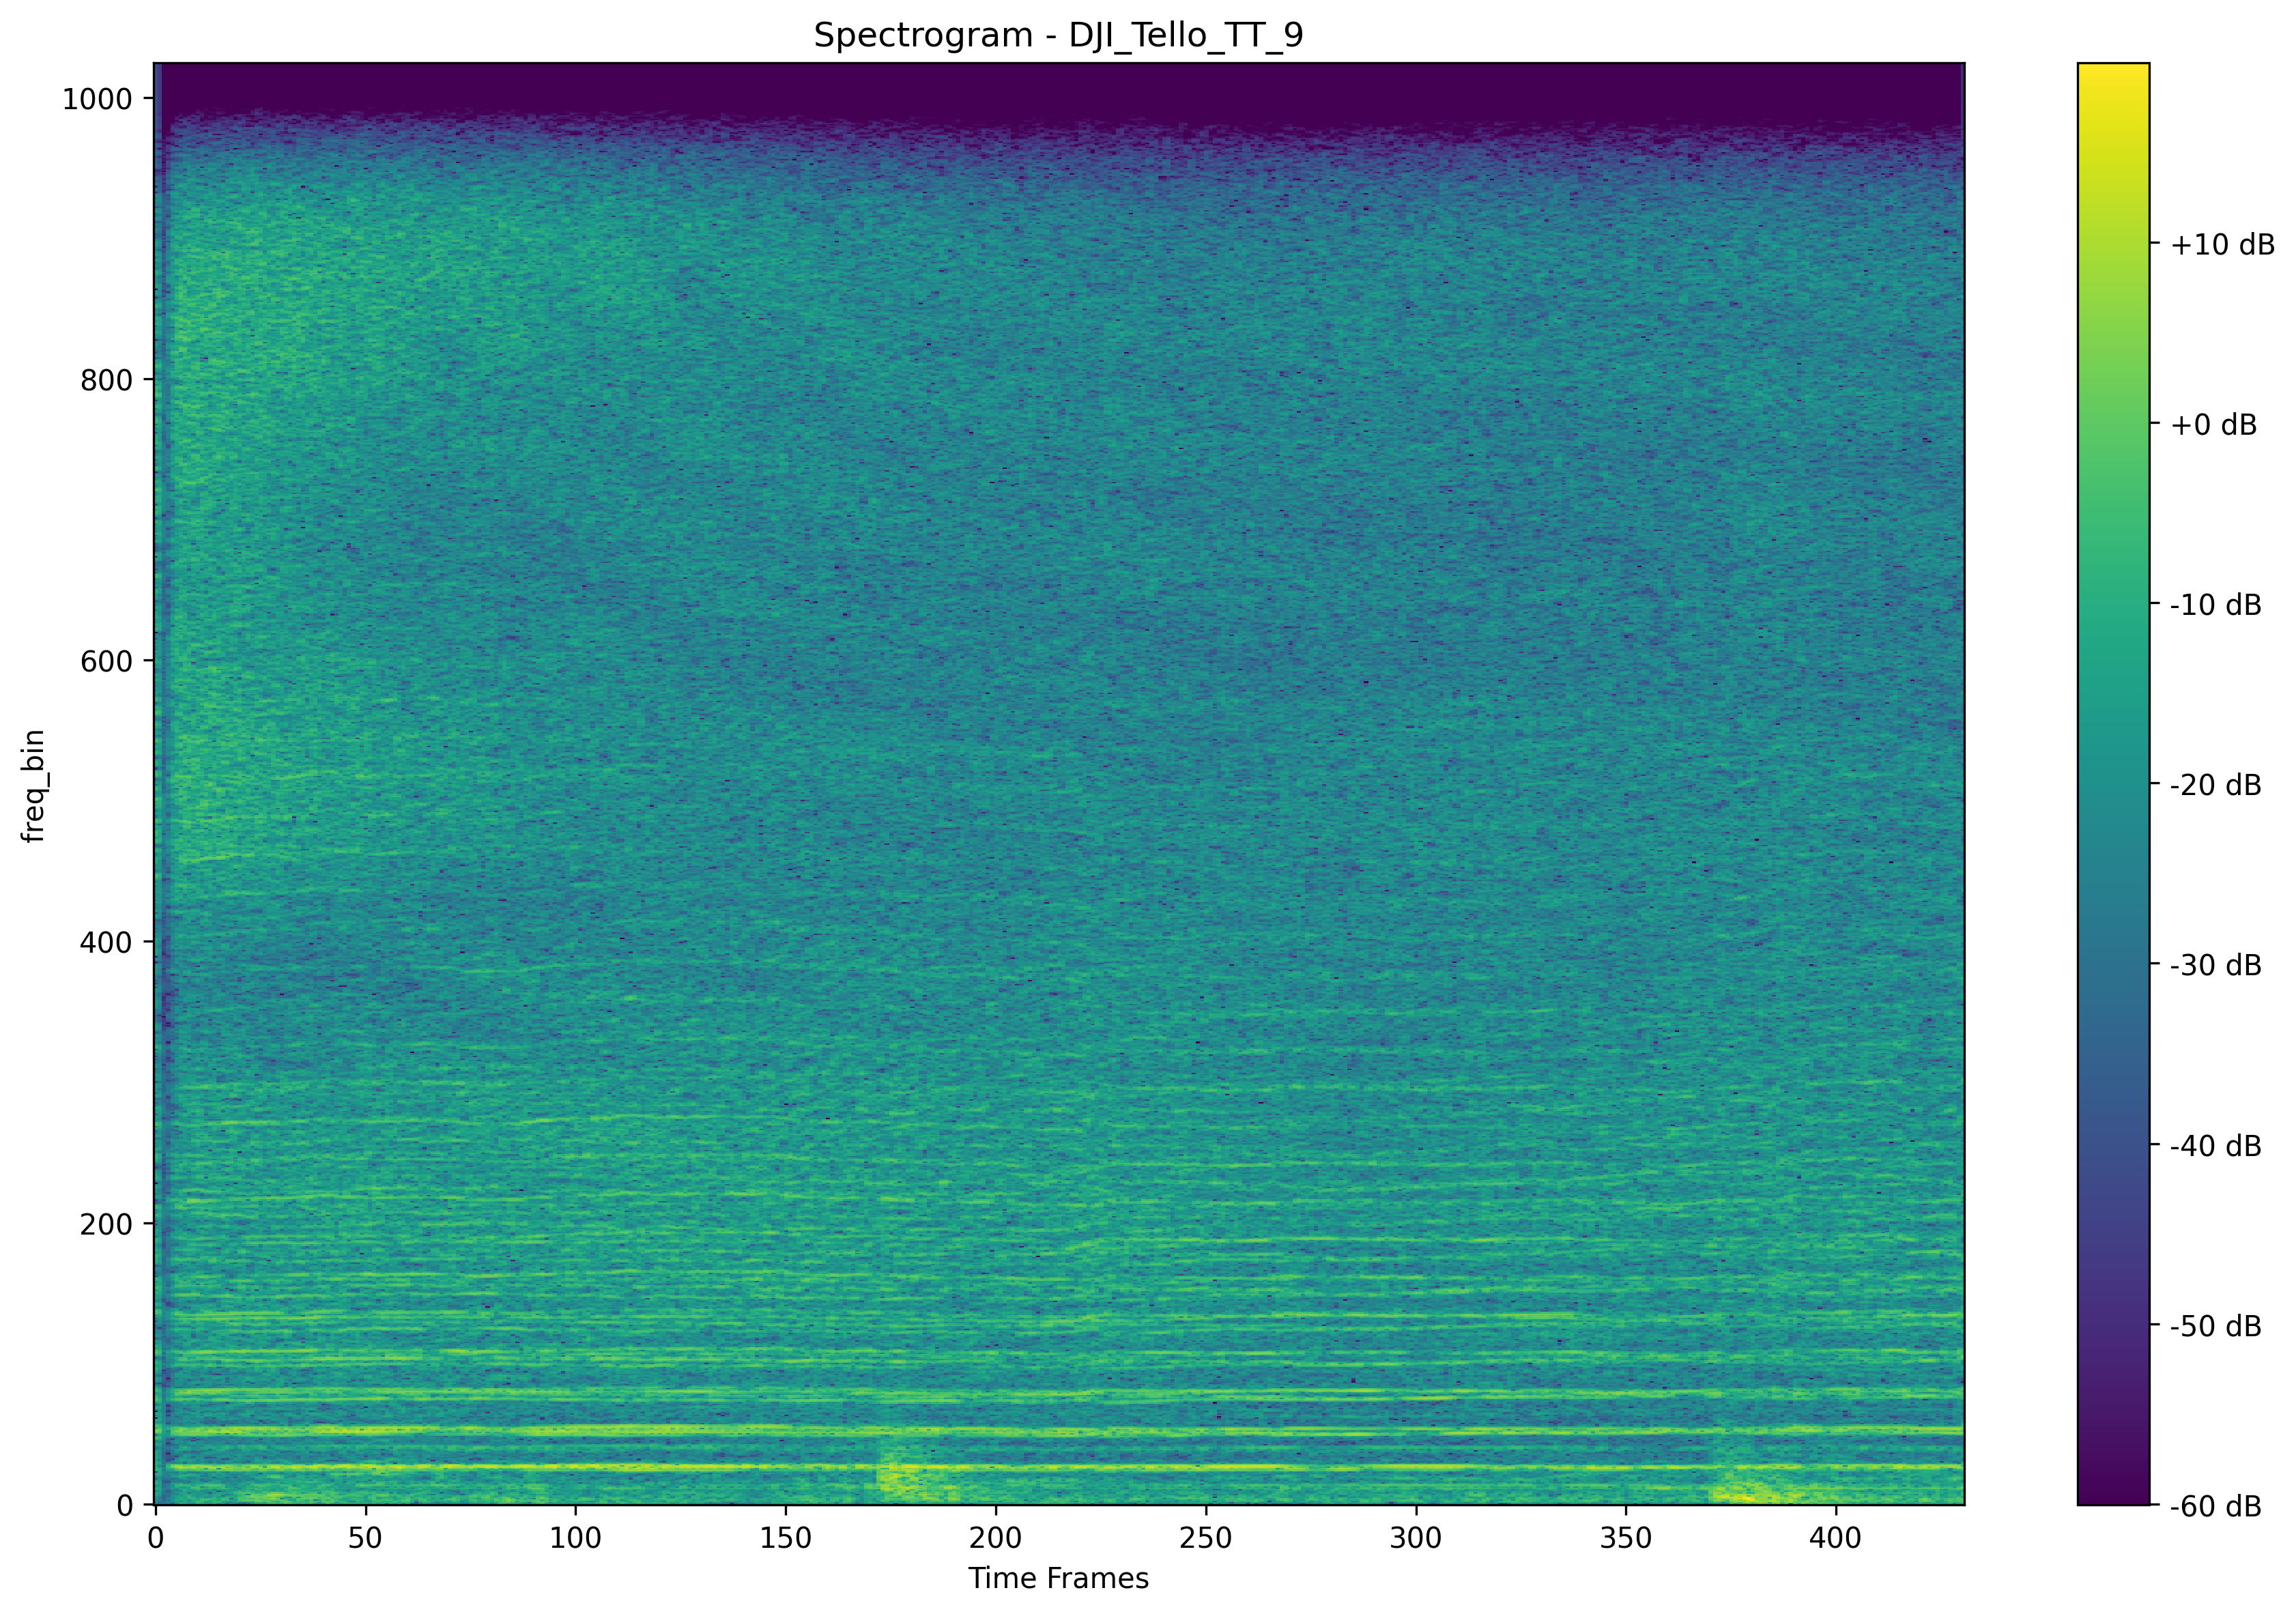 Spectrogram - DJI_Tello_TT_9
1000
800
600
400
200
0
freq_bin
0 50 100 150 200 250 300 350 400
Time Frames
+10 dB
+0 dB
-10 dB
-20 dB
-30 dB
-40 dB
-50 dB
-60 dB